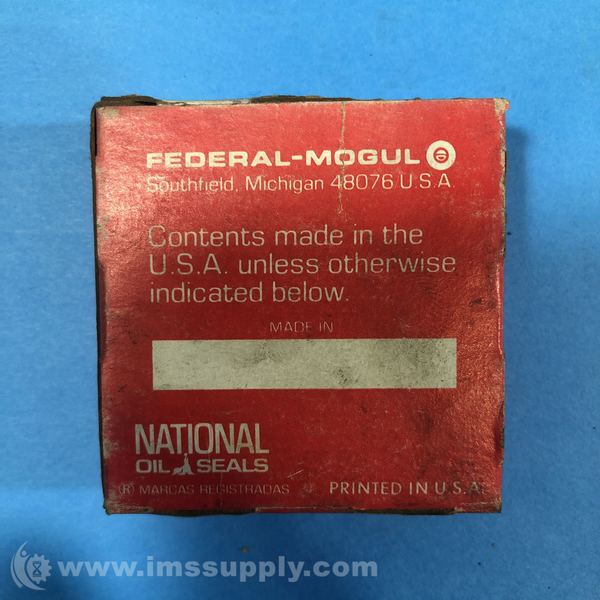 FEDERAL-MOGUL
Southfield, Michigan 48076 U.S.A
Contents made in the
U.S.A. unless otherwise
indicated below.
MADE IN
NATIONAL
OIL SEALS
® MARCAS REGISTRADAS PRINTED IN U.S.A.
www.imssupply.com